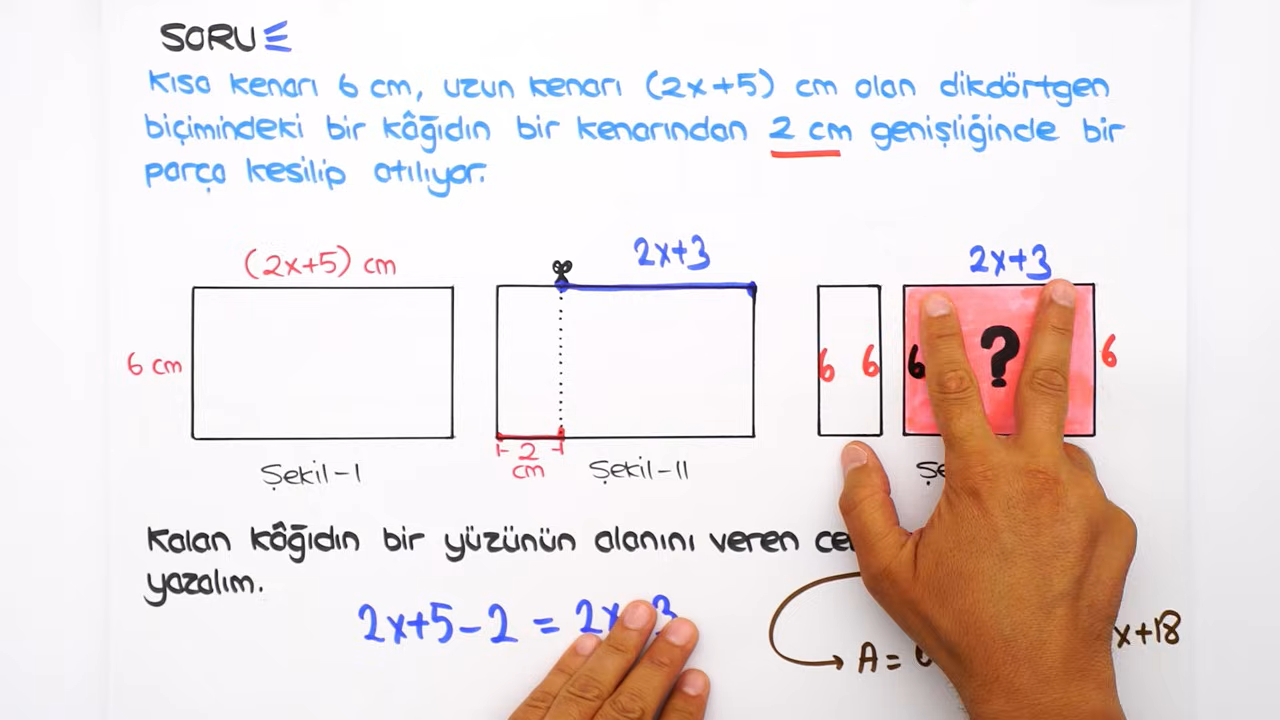 SORU
Kısa kenarı 6 cm, uzun kenarı (2x+5) cm olan dikdörtgen
biçimindeki bir kâğıdın bir kenarından 2 cm genişliğinde bir
parça kesilip atılıyor.
(2x+5) cm
2x+3
2x+3
6 cm
6 6 6 ? 6
2
cm
Şekil-I
Şekil-II
Kalan kâğıdın bir yüzünün alanını veren
yazalım.
2x+5-2 = 2x 3
A =
x+18